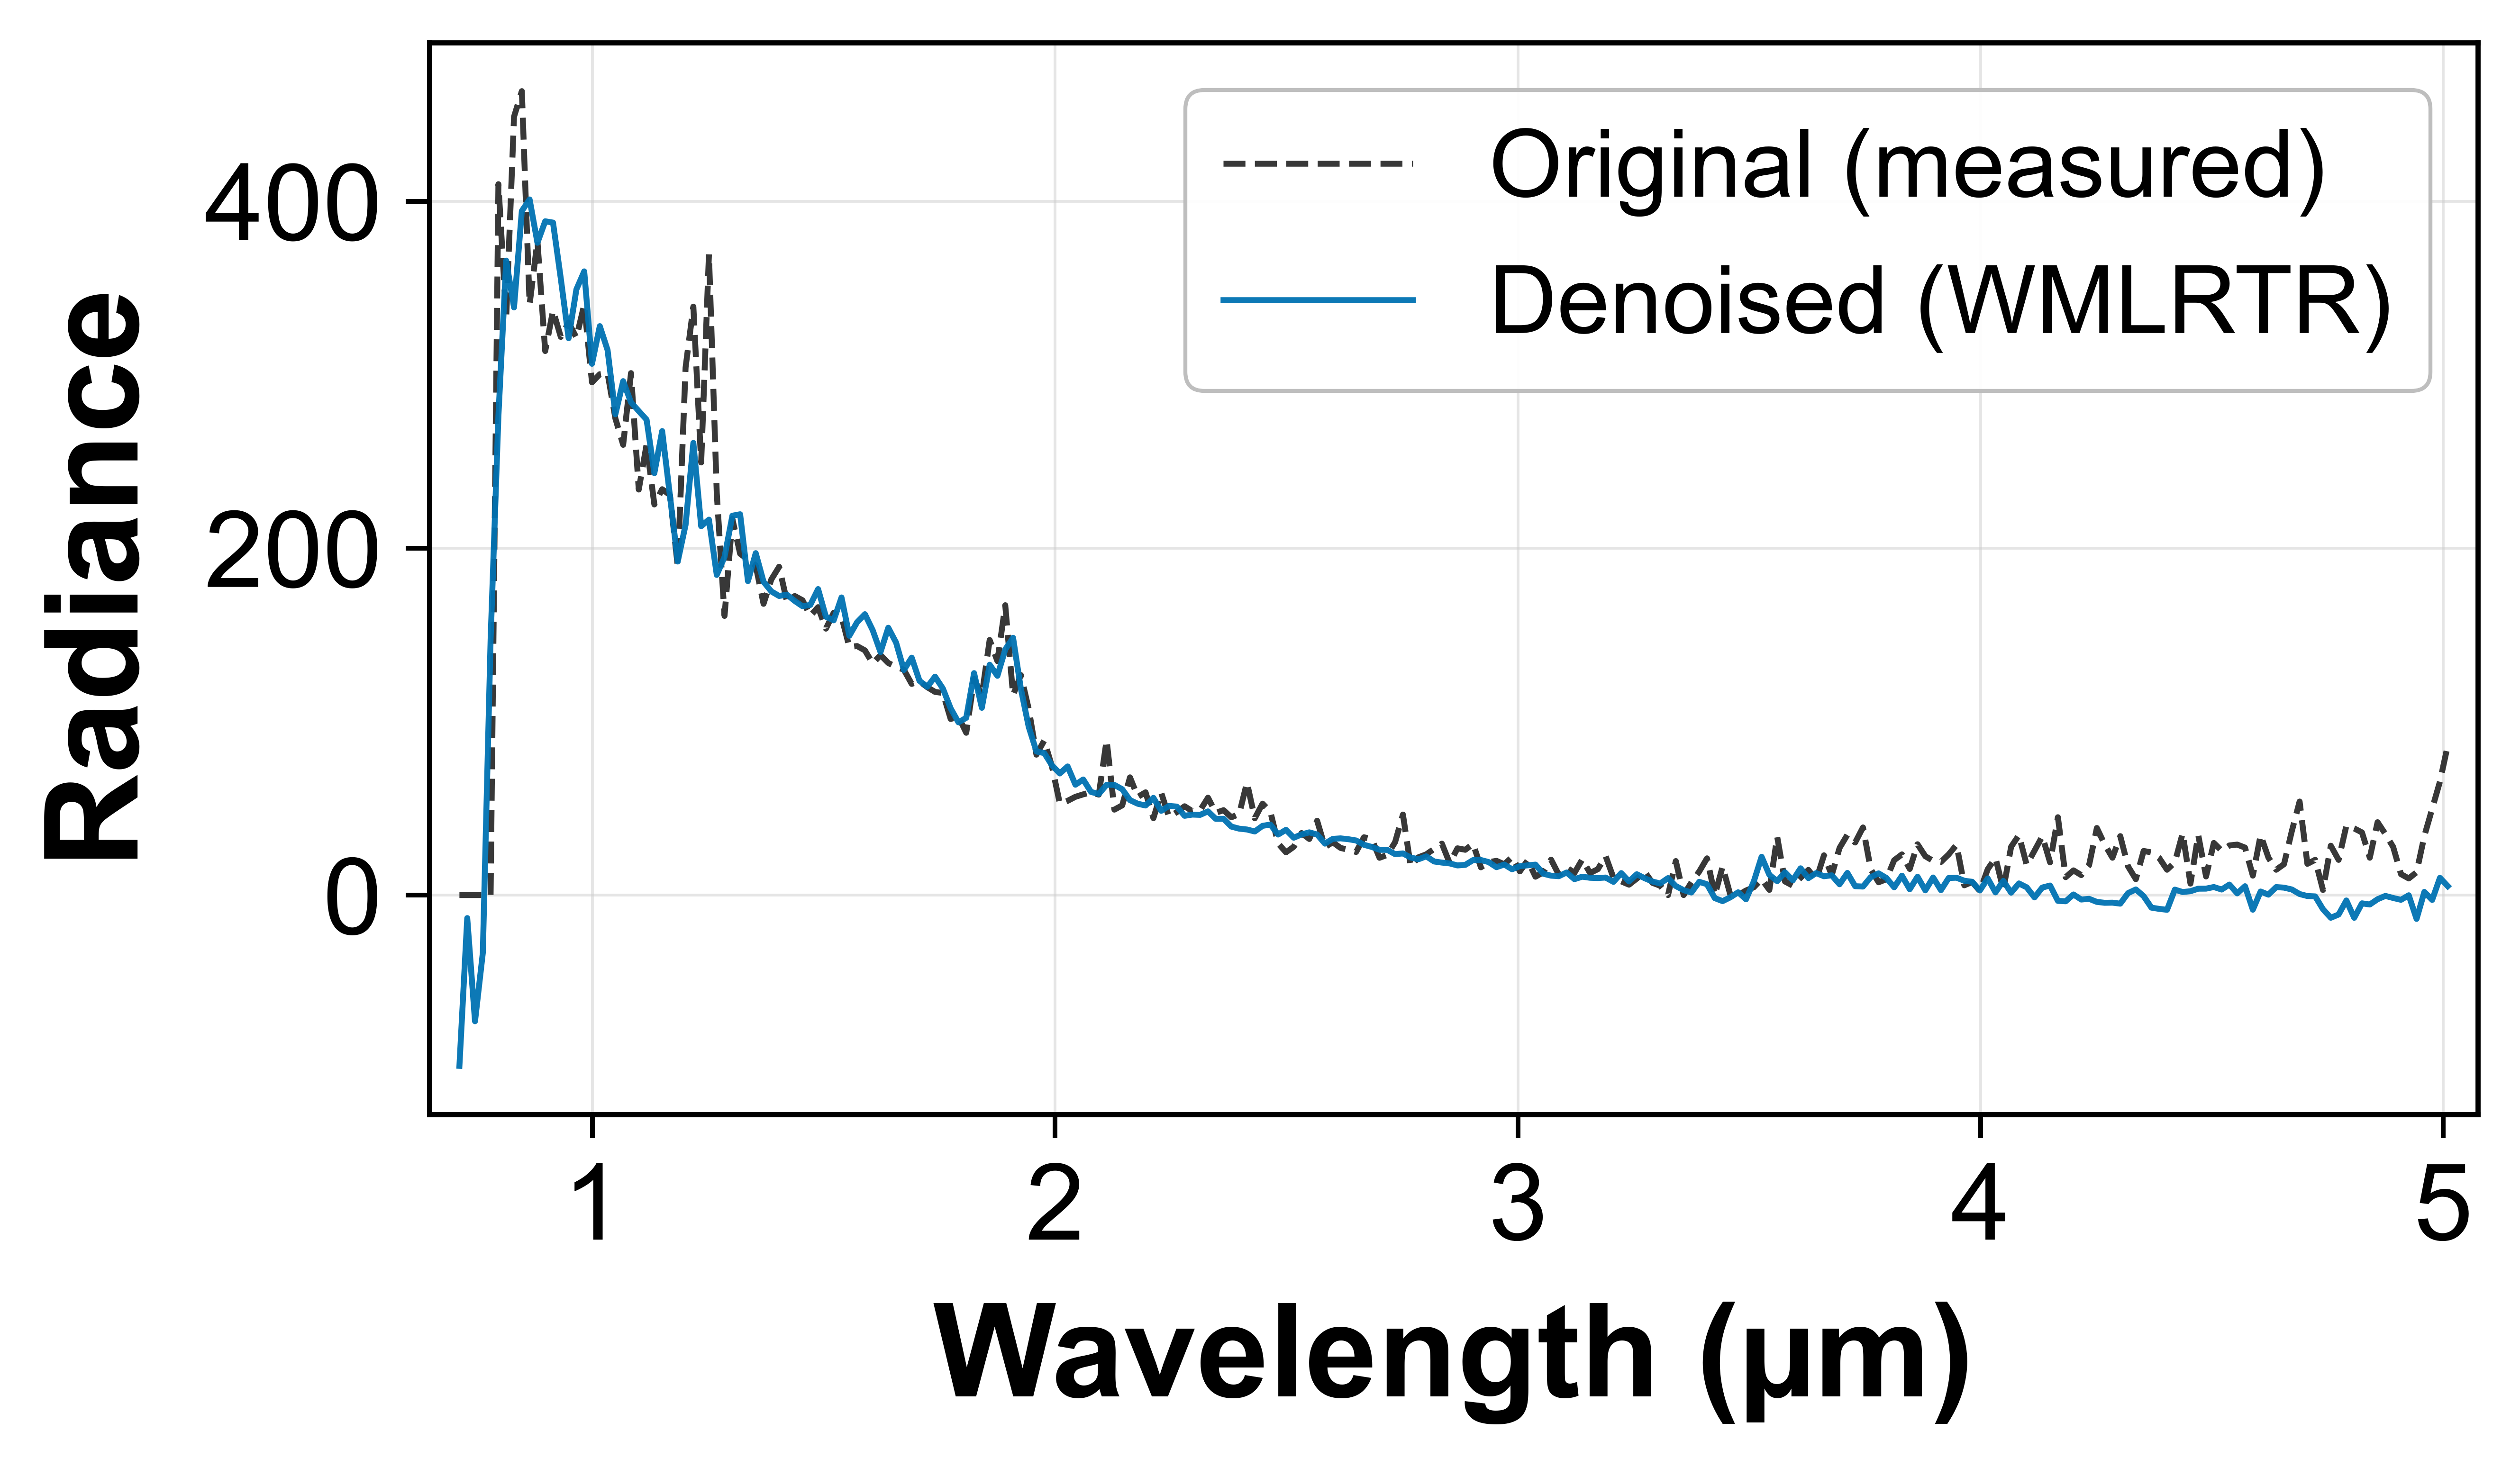 Original (measured)
Denoised (WMLRTR)
Radiance
400
200
0
1 2 3 4 5
Wavelength (μm)